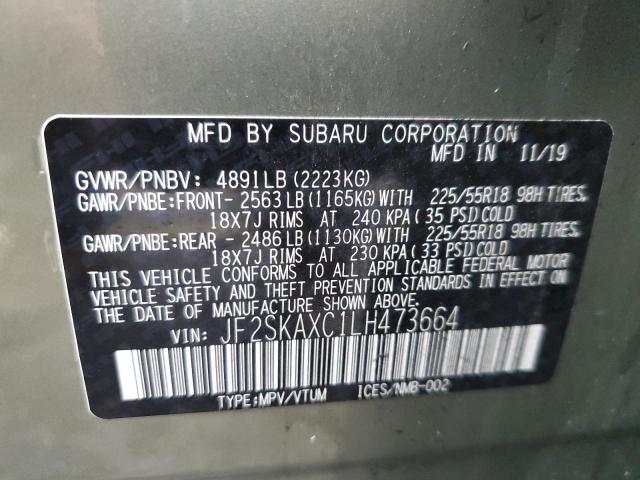 MFD BY SUBARU CORPORATION
MFD IN 11/19
GVWR/PNBV: 4891LB(2223KG)
GAWR/PNBE:FRONT- 2563LB(1165KG)WITH 225/55R18 98H TIRES,
18X7J RIMS AT 240 KPA(35 PSI)COLD
GAWR/PNBE:REAR - 2486LB(1130KG)WITH 225/55R18 98H TIRES,
18X7J RIMS AT 230 KPA(33 PSI)COLD
THIS VEHICLE CONFORMS TO ALL APPLICABLE FEDERAL MOTOR
VEHICLE SAFETY AND THEFT PREVENTION STANDARDS IN EFFECT ON
THE DATE OF MANUFACTURE SHOWN ABOVE.
VIN: JF2SKAXC1LH473664
TYPE:MPV/VTUM ICES/NMB-002